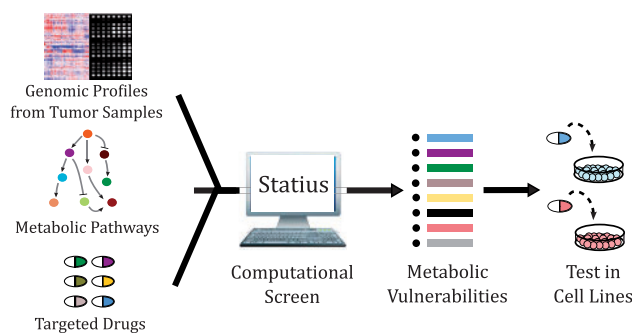 Genomic Profiles
from Tumor Samples
Metabolic Pathways
Targeted Drugs
Statius
Computational
Screen
Metabolic
Vulnerabilities
Test in
Cell Lines